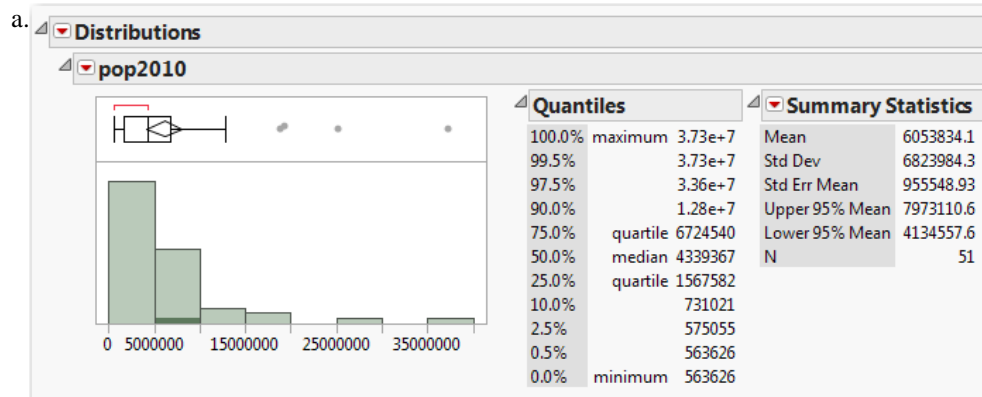 a.
Distributions
pop2010
Quantiles
100.0% maximum 3.73e+7
99.5% 3.73e+7
97.5% 3.36e+7
90.0% 1.28e+7
75.0% quartile 6724540
50.0% median 4339367
25.0% quartile 1567582
10.0% 731021
2.5% 575055
0.5% 563626
0.0% minimum 563626
Summary Statistics
Mean 6053834.1
Std Dev 6823984.3
Std Err Mean 955548.93
Upper 95% Mean 7973110.6
Lower 95% Mean 4134557.6
N 51
0 5000000 15000000 25000000 35000000